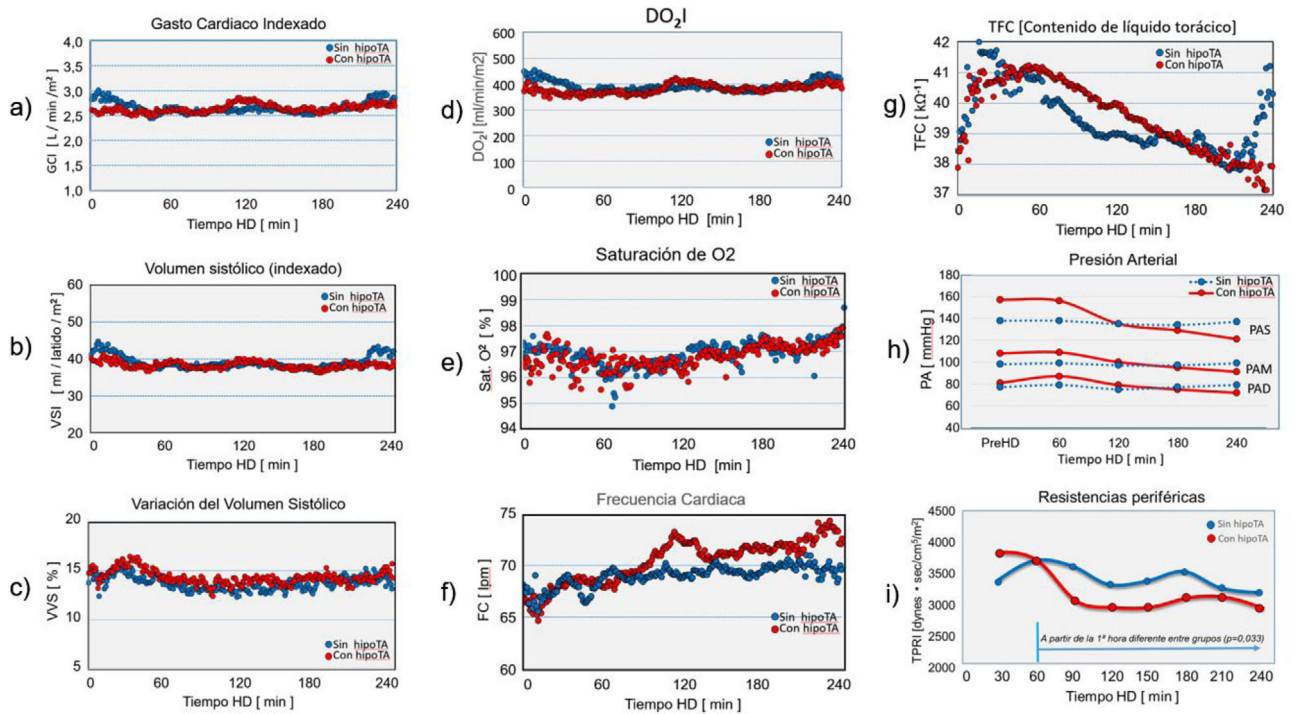 Gasto Cardiaco Indexado
a)
GCI [ L / min /m²]
4,0
3,5
3,0
2,5
2,0
1,5
1,0
Sin hipoTA
Con hipoTA
0 60 120 180 240
Tiempo HD [ min ]
DO₂I
d)
DO₂I [ml/min/m2]
600
500
400
300
200
100
0
Sin hipoTA
Con hipoTA
0 60 120 180 240
Tiempo HD [min]
TFC [Contenido de líquido torácico]
g)
TFC [ kΩ⁻¹]
42
41
40
39
38
37
Sin hipoTA
Con hipoTA
0 60 120 180 240
Tiempo HD [ min ]
Volumen sistólico (indexado)
b)
VSI [ ml / latido / m²]
60
50
40
30
20
Sin hipoTA
Con hipoTA
0 60 120 180 240
Tiempo HD [ min ]
Saturación de O2
e)
Sat. O² [ % ]
100
99
98
97
96
95
94
Sin hipoTA
Con hipoTA
0 60 120 180 240
Tiempo HD [ min ]
Presión Arterial
h)
PA [ mmHg]
180
160
140
120
100
80
60
40
Sin hipoTA
Con hipoTA
PAS
PAM
PAD
PreHD 60 120 180 240
Tiempo HD [ min ]
Variación del Volumen Sistólico
c)
VVS [ % ]
20
15
10
5
Sin hipoTA
Con hipoTA
0 60 120 180 240
Tiempo HD [ min ]
Frecuencia Cardiaca
f)
FC [ lpm]
75
70
65
60
Sin hipoTA
Con hipoTA
0 60 120 180 240
Tiempo HD [ min ]
Resistencias periféricas
i)
TPRI [dynes • sec/cm⁵/m²]
4500
4000
3500
3000
2500
2000
Sin hipoTA
Con hipoTA
A partir de la 1ª hora diferente entre grupos (p=0,033)
0 30 60 90 120 150 180 210 240
Tiempo HD [ min ]